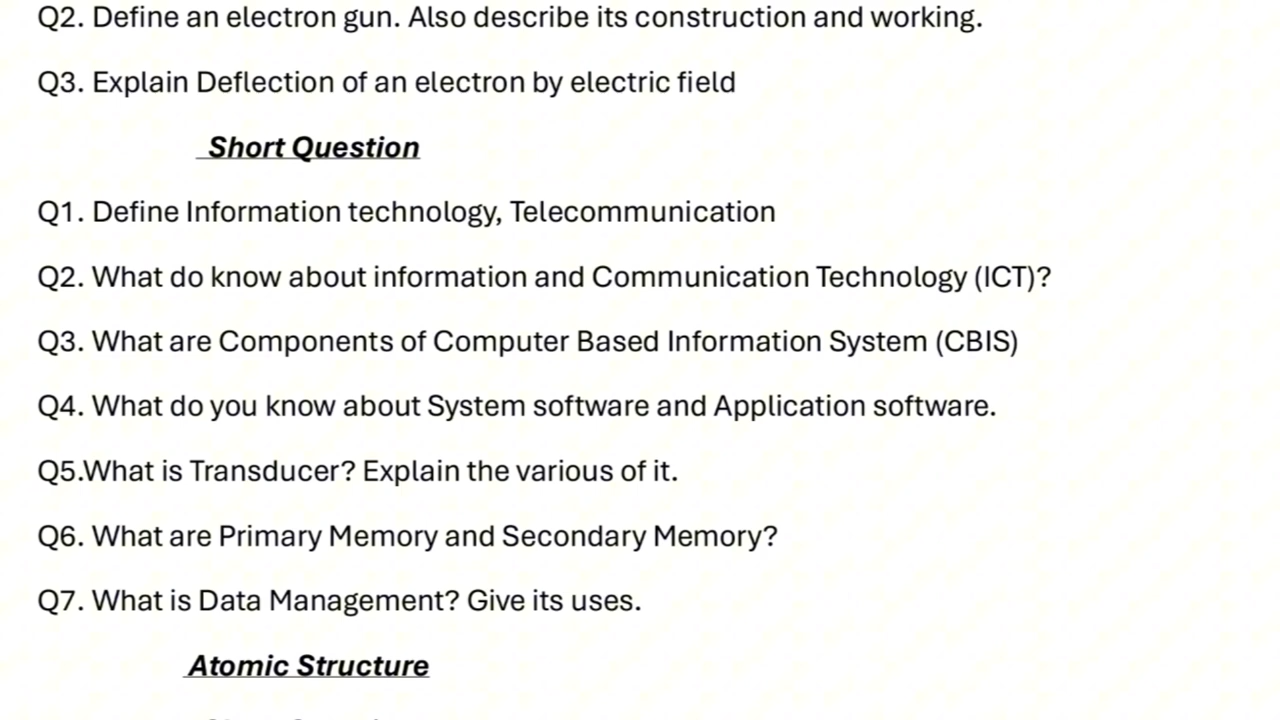 Q2. Define an electron gun. Also describe its construction and working.
Q3. Explain Deflection of an electron by electric field
Short Question
Q1. Define Information technology, Telecommunication
Q2. What do know about information and Communication Technology (ICT)?
Q3. What are Components of Computer Based Information System (CBIS)
Q4. What do you know about System software and Application software.
Q5.What is Transducer? Explain the various of it.
Q6. What are Primary Memory and Secondary Memory?
Q7. What is Data Management? Give its uses.
Atomic Structure